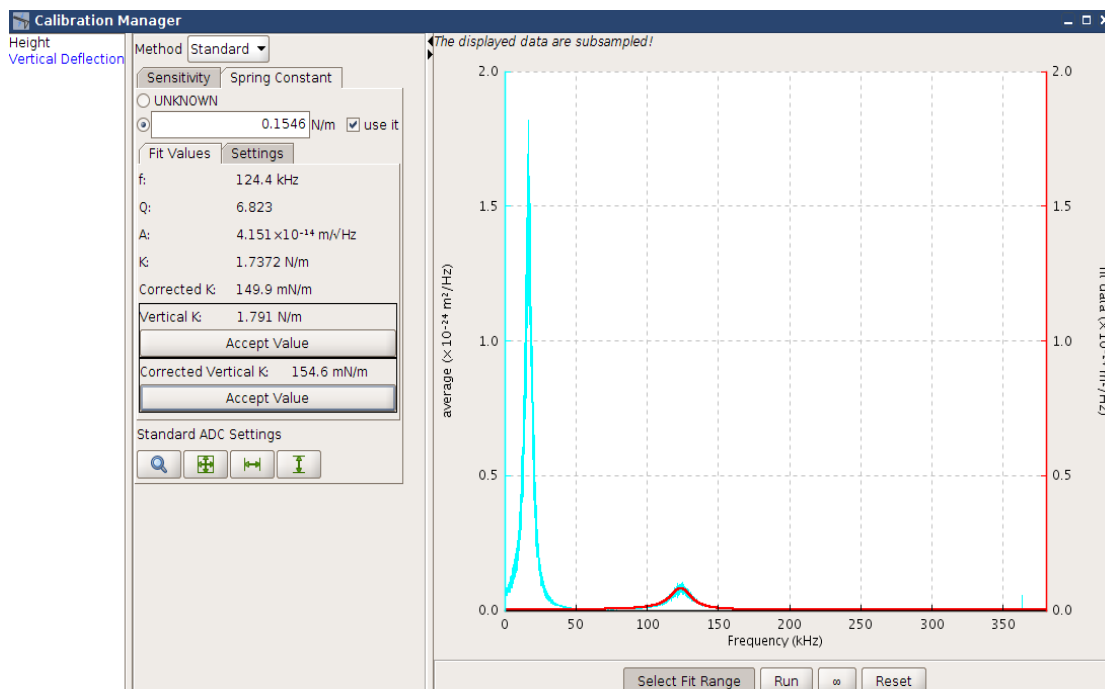 Calibration Manager
Height
Vertical Deflection
Method Standard
Sensitivity Spring Constant
UNKNOWN
0.1546 N/m use it
Fit Values Settings
f: 124.4 kHz
Q: 6.823
A: 4.151×10⁻¹⁴ m/√Hz
K: 1.7372 N/m
Corrected K: 149.9 mN/m
Vertical K: 1.791 N/m
Accept Value
Corrected Vertical K: 154.6 mN/m
Accept Value
Standard ADC Settings
The displayed data are subsampled!
2.0 2.0
1.5 1.5
1.0 1.0
0.5 0.5
0.0 0.0
average (×10⁻²⁴ m²/Hz)
0 50 100 150 200 250 300 350
Frequency (kHz)
Select Fit Range Run ∞ Reset